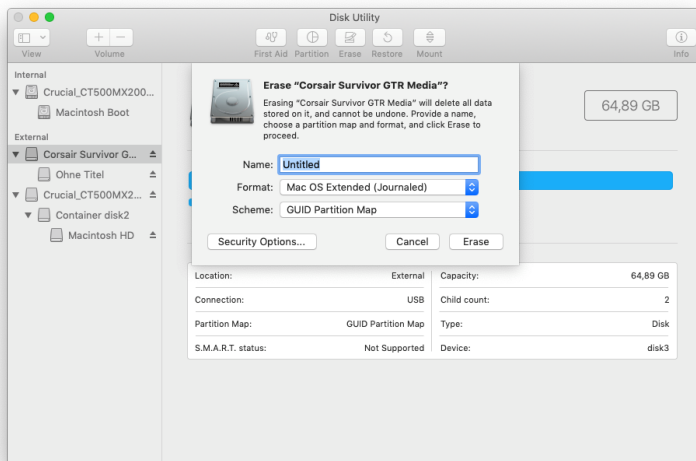 Disk Utility
View
Volume
First Aid
Partition
Erase
Restore
Mount
Info
Internal
Crucial_CT500MX200...
Macintosh Boot
External
Corsair Survivor G...
Ohne Titel
Crucial_CT500MX2...
Container disk2
Macintosh HD
64,89 GB
Erase “Corsair Survivor GTR Media”?
Erasing “Corsair Survivor GTR Media” will delete all data
stored on it, and cannot be undone. Provide a name,
choose a partition map and format, and click Erase to
proceed.
Name: Untitled
Format: Mac OS Extended (Journaled)
Scheme: GUID Partition Map
Security Options...
Cancel
Erase
Location: External
Capacity: 64,89 GB
Connection: USB
Child count: 2
Partition Map: GUID Partition Map
Type: Disk
S.M.A.R.T. status: Not Supported
Device: disk3